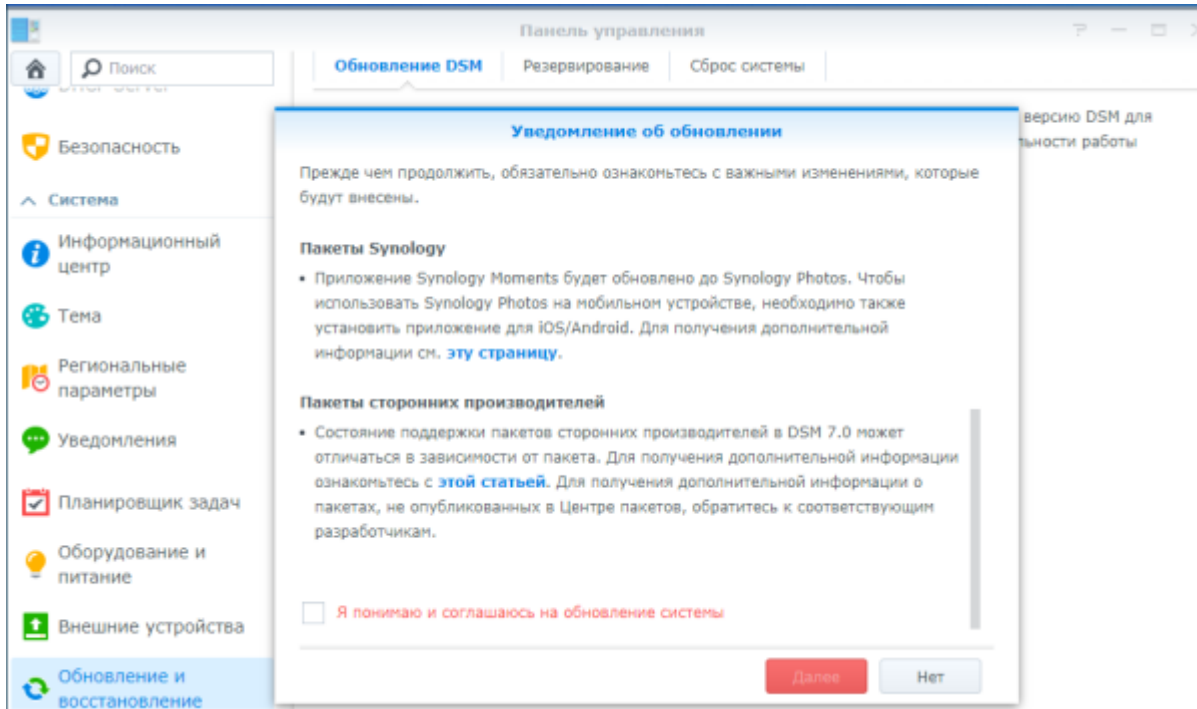 Панель управления
Поиск
Обновление DSM
Резервирование
Сброс системы
Безопасность
Система
Информационный
центр
Тема
Региональные
параметры
Уведомления
Планировщик задач
Оборудование и
питание
Внешние устройства
Обновление и
восстановление
версию DSM для
работы
Уведомление об обновлении
Прежде чем продолжить, обязательно ознакомьтесь с важными изменениями, которые
будут внесены.
Пакеты Synology
• Приложение Synology Moments будет обновлено до Synology Photos. Чтобы
использовать Synology Photos на мобильном устройстве, необходимо также
установить приложение для iOS/Android. Для получения дополнительной
информации см. эту страницу.
Пакеты сторонних производителей
• Состояние поддержки пакетов сторонних производителей в DSM 7.0 может
отличаться в зависимости от пакета. Для получения дополнительной информации
ознакомьтесь с этой статьей. Для получения дополнительной информации о
пакетах, не опубликованных в Центре пакетов, обратитесь к соответствующим
разработчикам.
Я понимаю и соглашаюсь на обновление системы
Далее
Нет